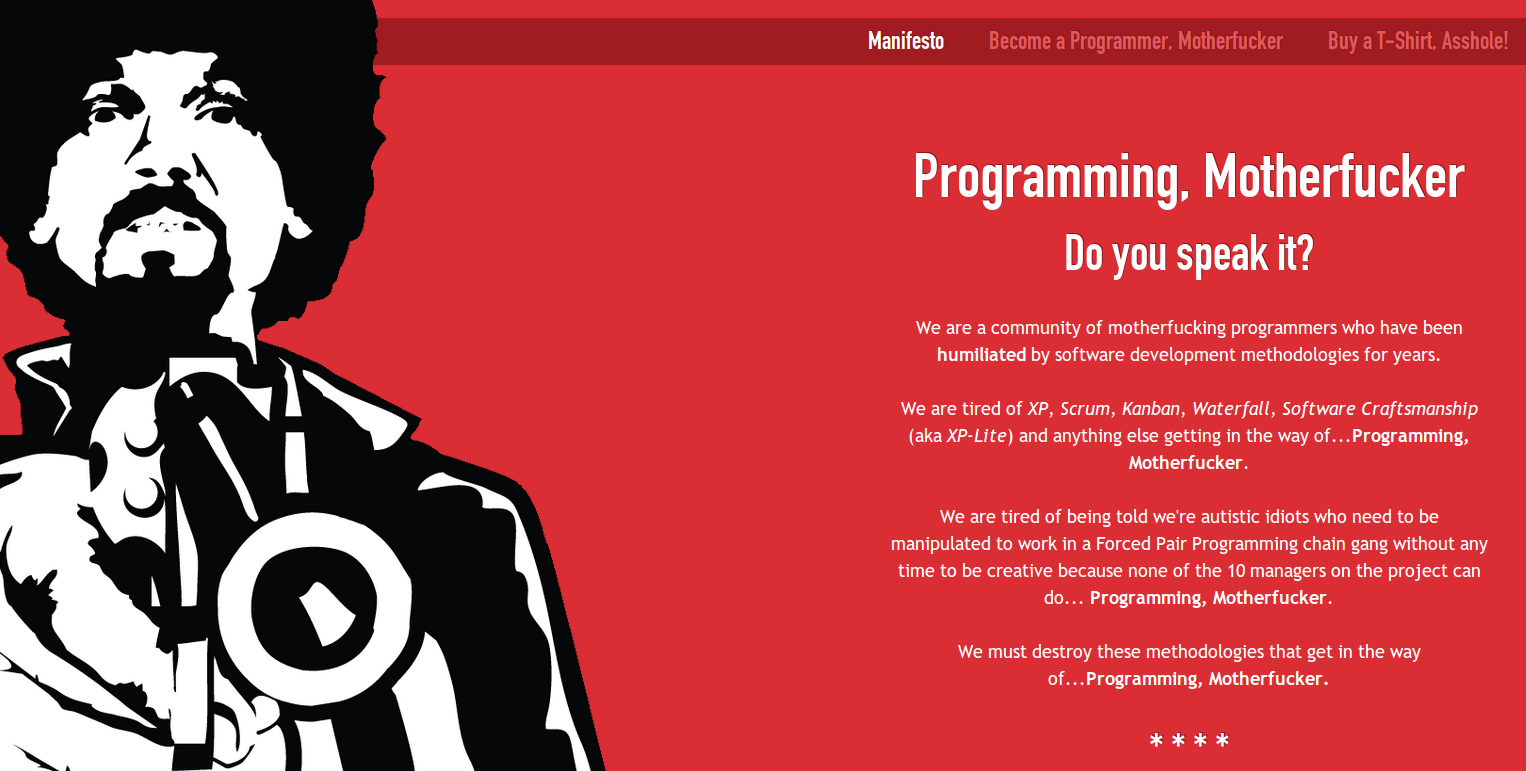 Manifesto Become a Programmer, Motherfucker Buy a T-Shirt, Asshole!
Programming, Motherfucker
Do you speak it?
We are a community of motherfucking programmers who have been
humiliated by software development methodologies for years.
We are tired of XP, Scrum, Kanban, Waterfall, Software Craftsmanship
(aka XP-Lite) and anything else getting in the way of...Programming,
Motherfucker.
We are tired of being told we're autistic idiots who need to be
manipulated to work in a Forced Pair Programming chain gang without any
time to be creative because none of the 10 managers on the project can
do... Programming, Motherfucker.
We must destroy these methodologies that get in the way
of...Programming, Motherfucker.
* * * *